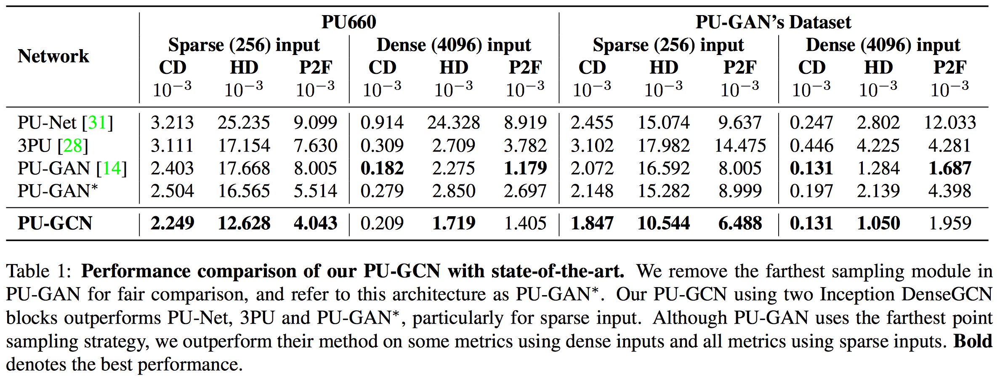 PU660 PU-GAN's Dataset
Network Sparse (256) input Dense (4096) input Sparse (256) input Dense (4096) input
CD HD P2F CD HD P2F CD HD P2F CD HD P2F
10⁻³ 10⁻³ 10⁻³ 10⁻³ 10⁻³ 10⁻³ 10⁻³ 10⁻³ 10⁻³ 10⁻³ 10⁻³ 10⁻³
PU-Net [31] 3.213 25.235 9.099 0.914 24.328 8.919 2.455 15.074 9.637 0.247 2.802 12.033
3PU [28] 3.111 17.154 7.630 0.309 2.709 3.782 3.102 17.982 14.475 0.446 4.225 4.281
PU-GAN [14] 2.403 17.668 8.005 0.182 2.275 1.179 2.072 16.592 8.005 0.131 1.284 1.687
PU-GAN* 2.504 16.565 5.514 0.279 2.850 2.697 2.148 15.282 8.999 0.197 2.139 4.398
PU-GCN 2.249 12.628 4.043 0.209 1.719 1.405 1.847 10.544 6.488 0.131 1.050 1.959
Table 1: Performance comparison of our PU-GCN with state-of-the-art. We remove the farthest sampling module in
PU-GAN for fair comparison, and refer to this architecture as PU-GAN*. Our PU-GCN using two Inception DenseGCN
blocks outperforms PU-Net, 3PU and PU-GAN*, particularly for sparse input. Although PU-GAN uses the farthest point
sampling strategy, we outperform their method on some metrics using dense inputs and all metrics using sparse inputs. Bold
denotes the best performance.